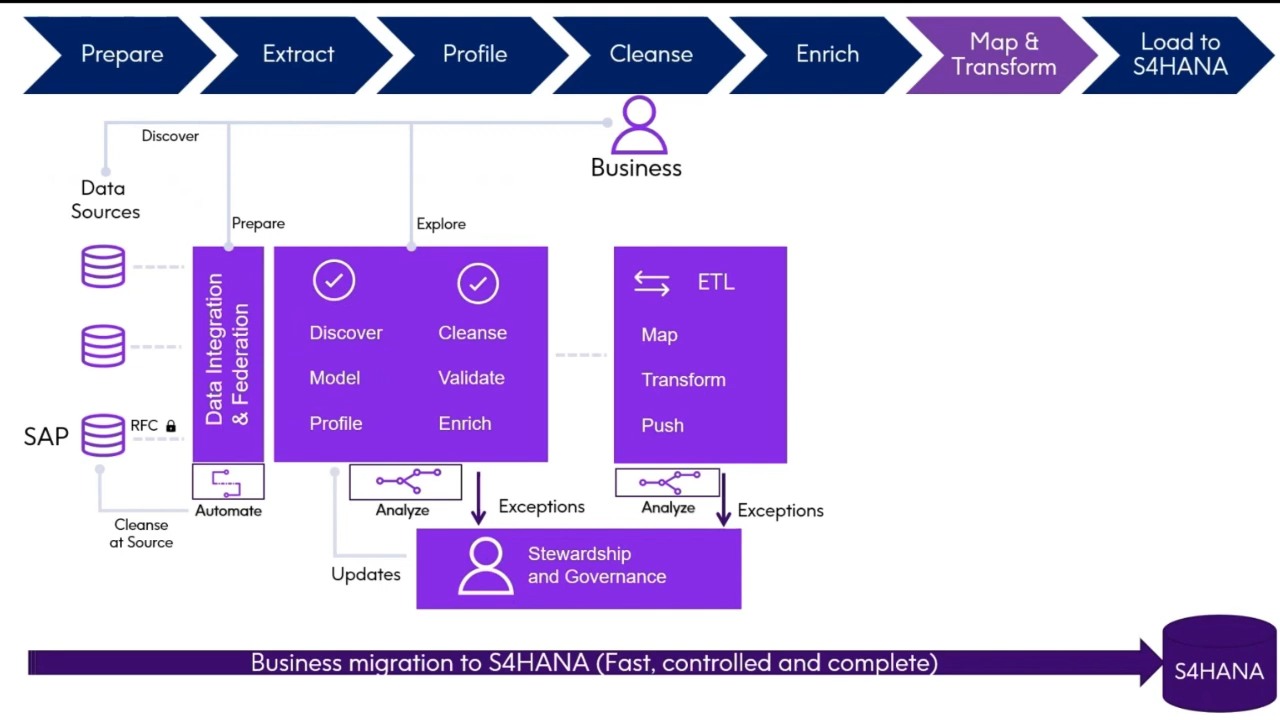 Prepare
Extract
Profile
Cleanse
Enrich
Map &
Transform
Load to
S4HANA
Discover
Business
Data
Sources
Prepare
Explore
Data Integration
& Federation
Discover
Cleanse
Model
Validate
Profile
Enrich
ETL
Map
Transform
Push
SAP
RFC
Automate
Analyze
Exceptions
Analyze
Exceptions
Cleanse
at Source
Updates
Stewardship
and Governance
Business migration to S4HANA (Fast, controlled and complete)
S4HANA